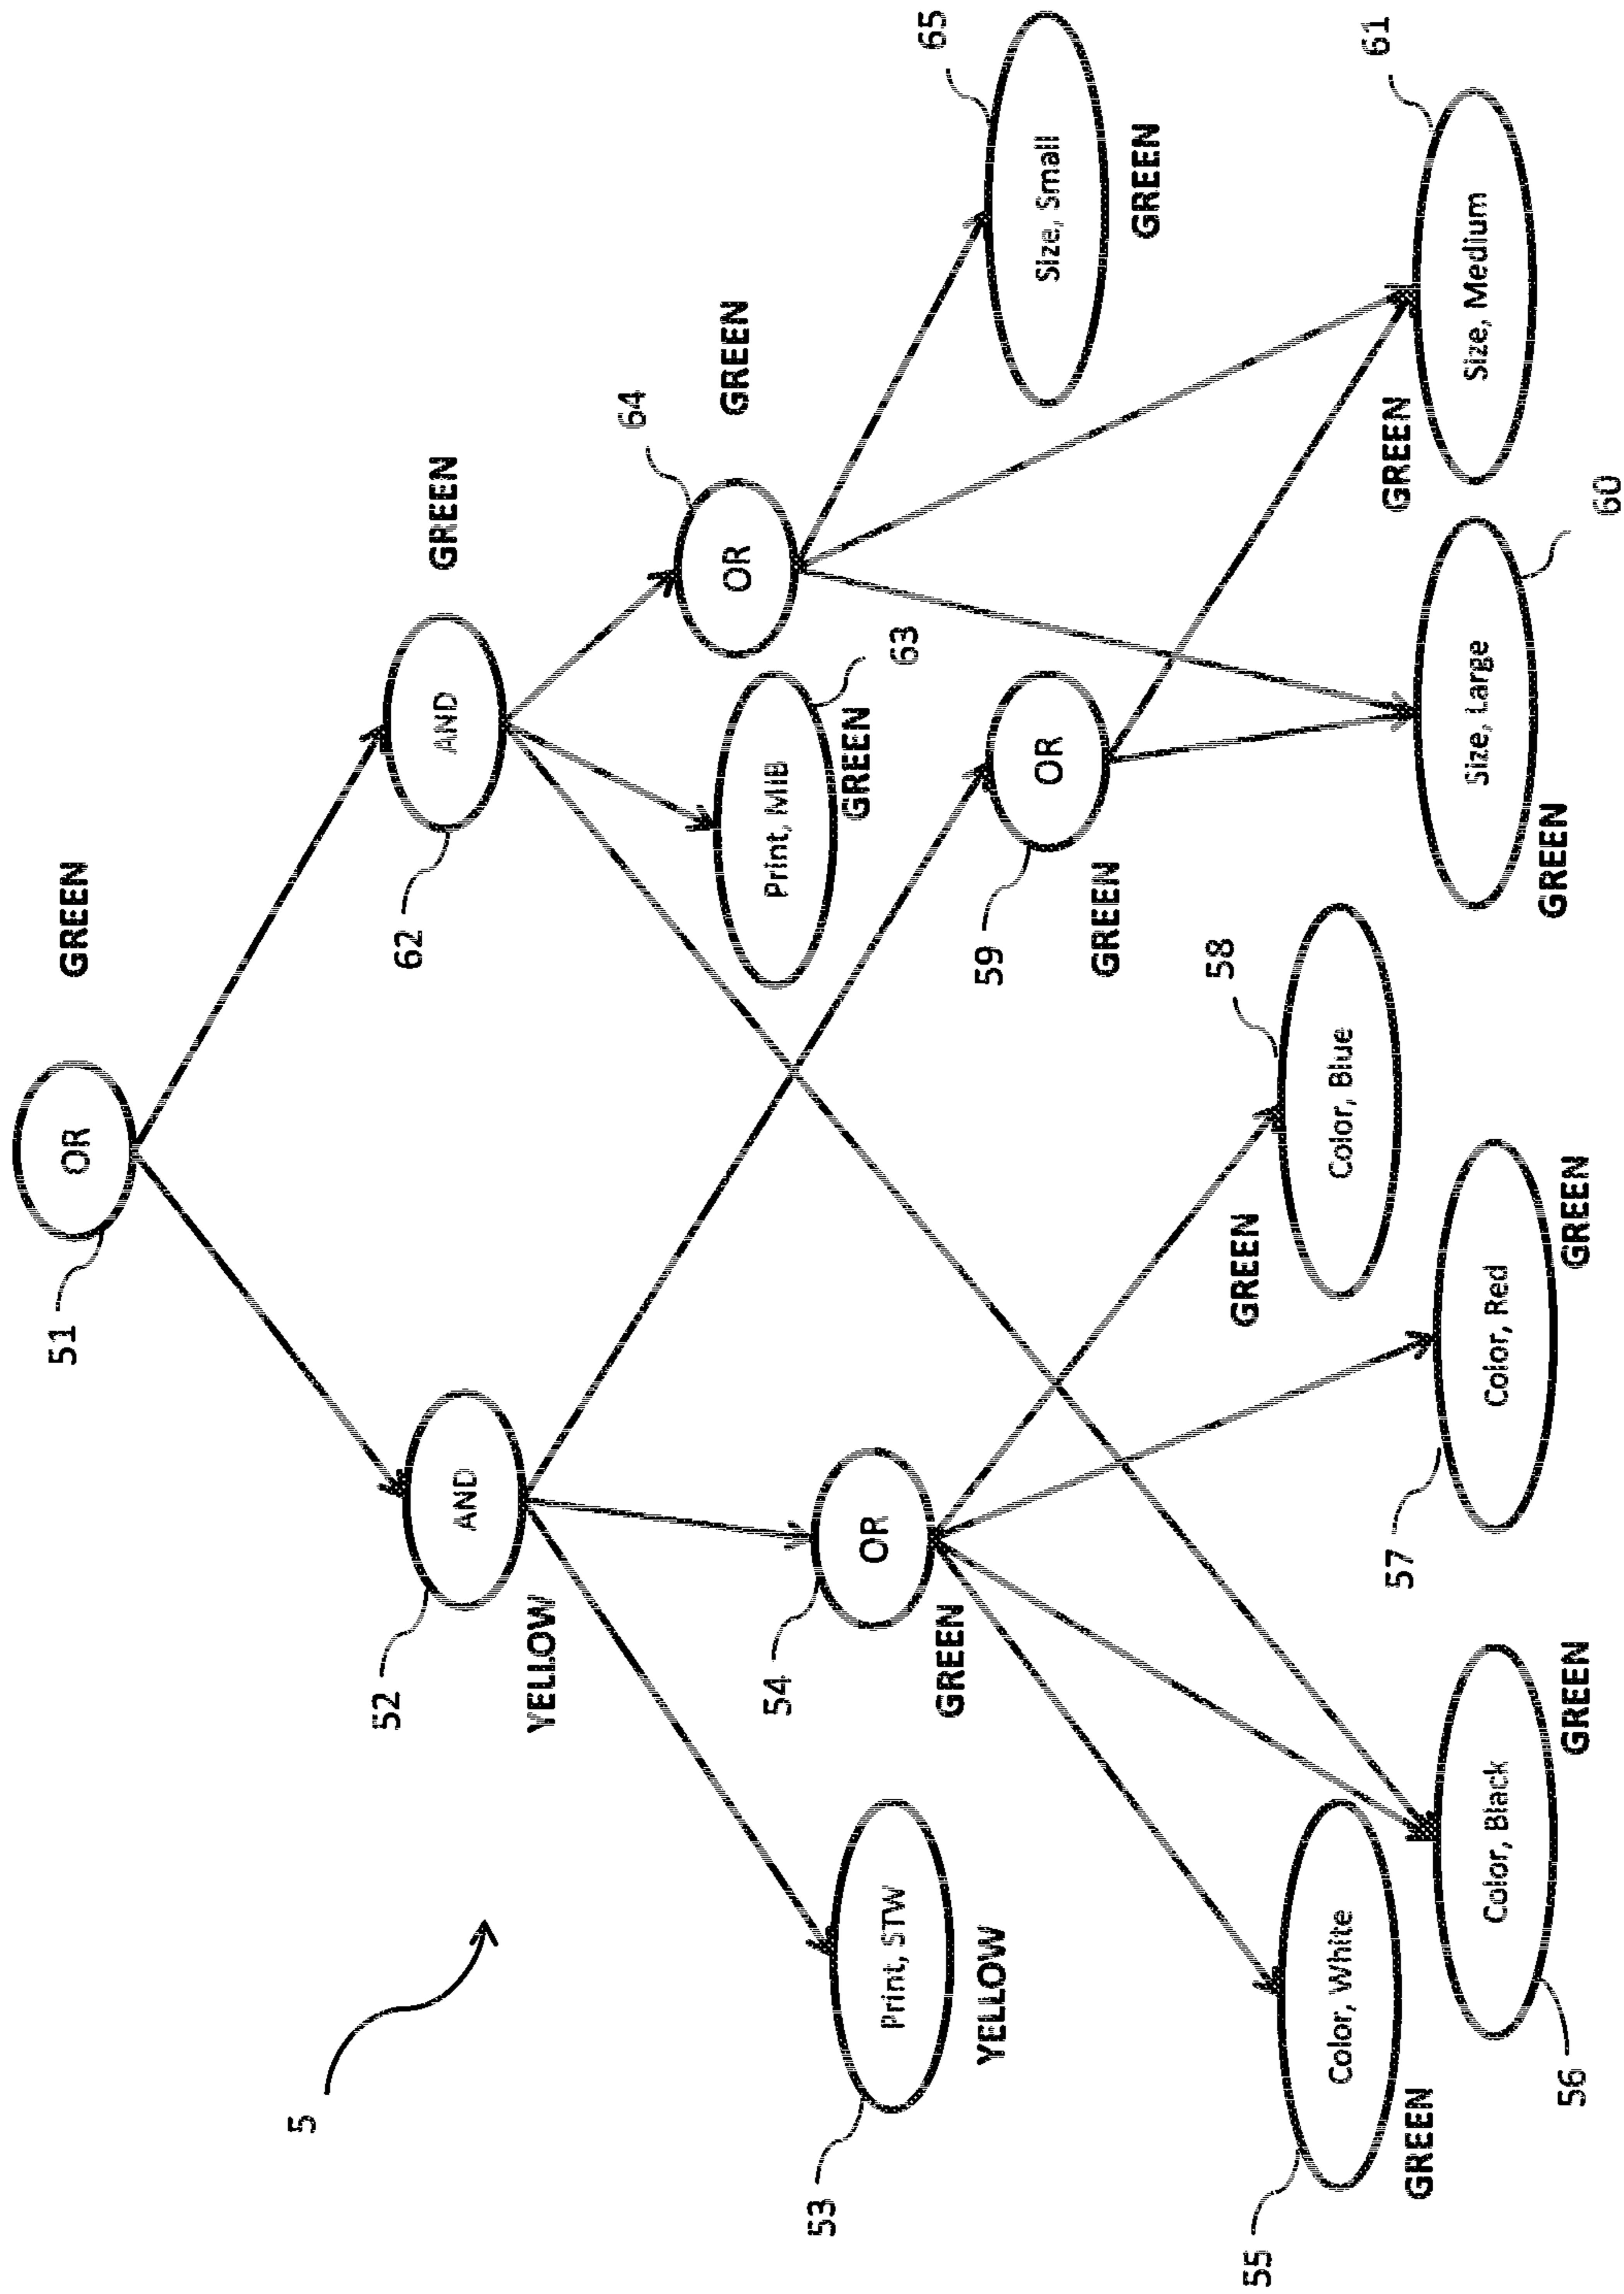 5
51
OR
GREEN
52
AND
YELLOW
62
AND
GREEN
53
Print, STW
YELLOW
54
OR
GREEN
63
Print, MIB
GREEN
64
OR
GREEN
59
OR
GREEN
65
Size, Small
GREEN
55
Color, White
GREEN
56
Color, Black
GREEN
57
Color, Red
GREEN
58
Color, Blue
GREEN
60
Size, Large
GREEN
61
Size, Medium
GREEN